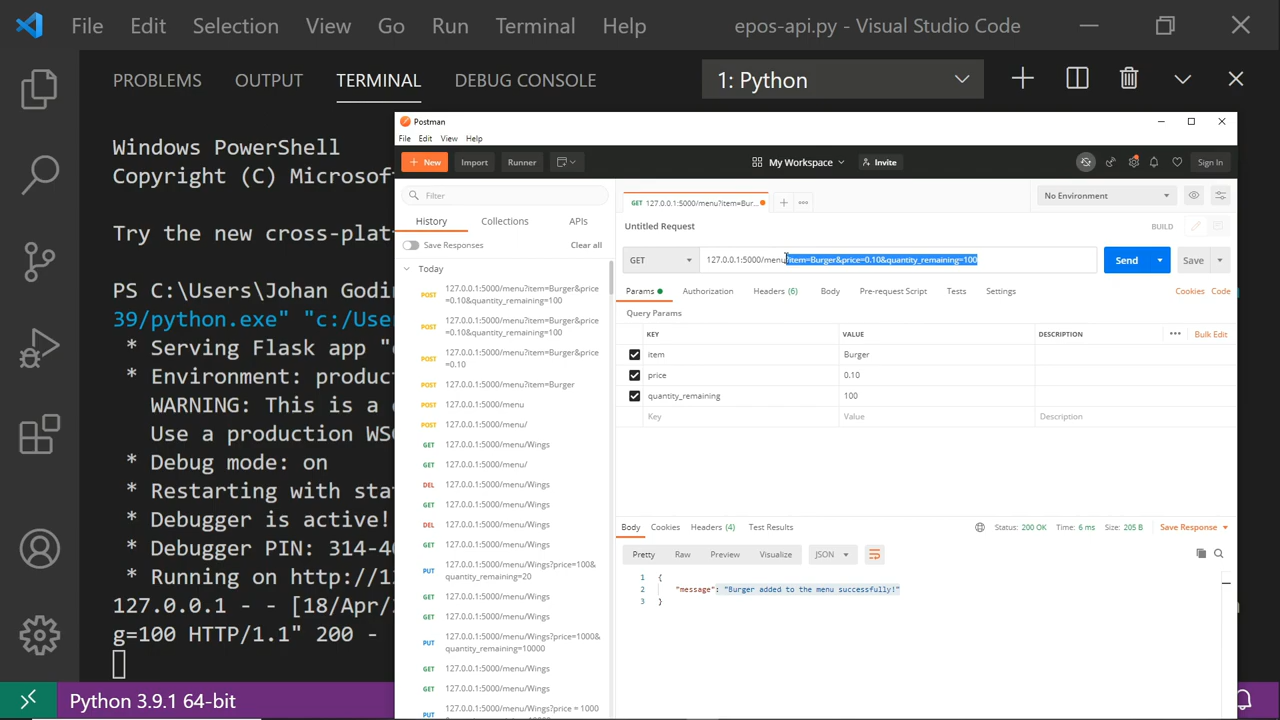 File Edit Selection View Go Run Terminal Help epos-api.py - Visual Studio Code
PROBLEMS OUTPUT TERMINAL DEBUG CONSOLE 1: Python
Windows PowerShell
Copyright (C) Microsoft
Try the new cross-plat
PS C:\Users\Johan Godin
39/python.exe" "c:/User
* Serving Flask app "
* Environment: produc
WARNING: This is a
Use a production WS
* Debug mode: on
* Restarting with sta
* Debugger is active!
* Debugger PIN: 314-4
* Running on http://1
127.0.0.1 - - [18/Apr/
g=100 HTTP/1.1" 200 -
Python 3.9.1 64-bit
Postman
File Edit View Help
New Import Runner My Workspace Invite Sign In
Filter
History Collections APIs
Save Responses Clear all
Today
POST 127.0.0.1:5000/menu?item=Burger&price
=0.10&quantity_remaining=100
POST 127.0.0.1:5000/menu?item=Burger&price
=0.10&quantity_remaining=100
POST 127.0.0.1:5000/menu?item=Burger&price
=0.10
POST 127.0.0.1:5000/menu?item=Burger
POST 127.0.0.1:5000/menu
POST 127.0.0.1:5000/menu/
GET 127.0.0.1:5000/menu/Wings
GET 127.0.0.1:5000/menu/
DEL 127.0.0.1:5000/menu/Wings
GET 127.0.0.1:5000/menu/Wings
DEL 127.0.0.1:5000/menu/Wings
GET 127.0.0.1:5000/menu/Wings
PUT 127.0.0.1:5000/menu/Wings?price=100&
quantity_remaining=20
GET 127.0.0.1:5000/menu/Wings
GET 127.0.0.1:5000/menu/Wings
PUT 127.0.0.1:5000/menu/Wings?price=1000&
quantity_remaining=10000
GET 127.0.0.1:5000/menu/Wings
GET 127.0.0.1:5000/menu/Wings
PUT 127.0.0.1:5000/menu/Wings?price = 1000
GET 127.0.0.1:5000/menu?item=Bur... No Environment
Untitled Request BUILD
GET 127.0.0.1:5000/menu?item=Burger&price=0.10&quantity_remaining=100 Send Save
Params Authorization Headers (6) Body Pre-request Script Tests Settings Cookies Code
Query Params
KEY VALUE DESCRIPTION ••• Bulk Edit
item Burger
price 0.10
quantity_remaining 100
Key Value Description
Body Cookies Headers (4) Test Results Status: 200 OK Time: 6 ms Size: 205 B Save Response
Pretty Raw Preview Visualize JSON
1 {
2 "message": "Burger added to the menu successfully!"
3 }